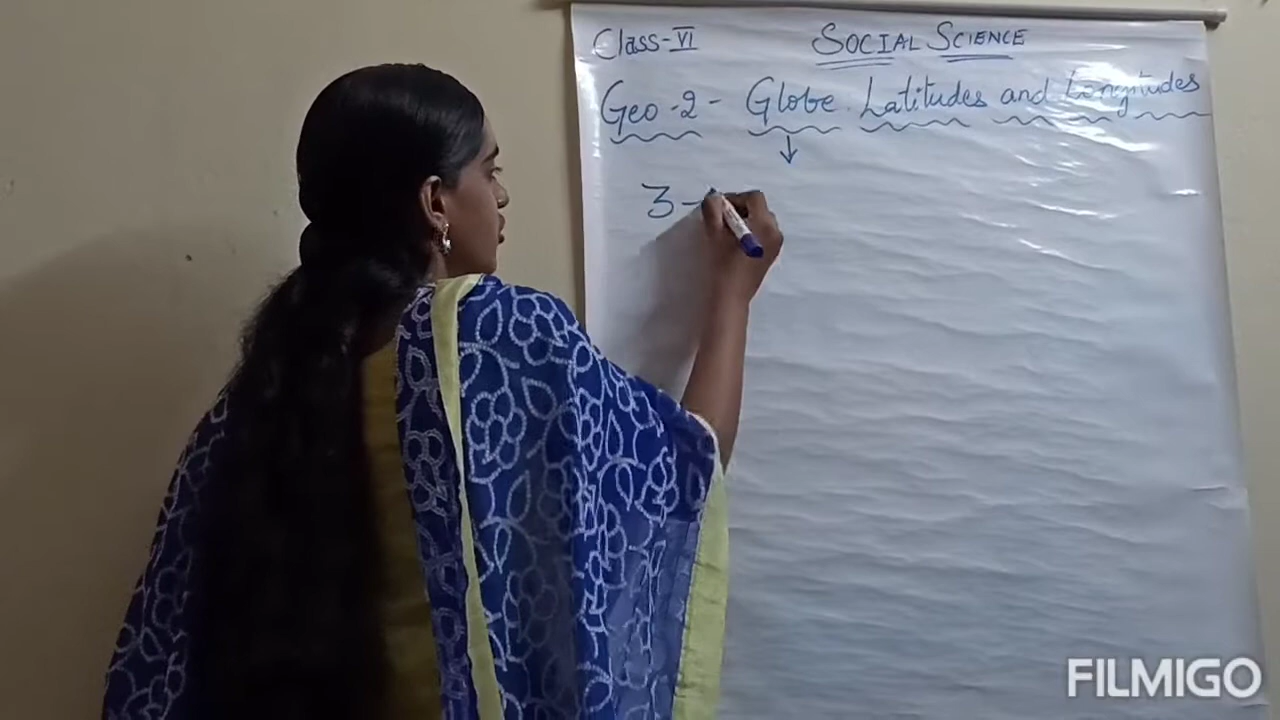 Class-VI
SOCIAL SCIENCE
Geo-2- Globe. Latitudes and Longitudes
↓
3-
FILMIGO